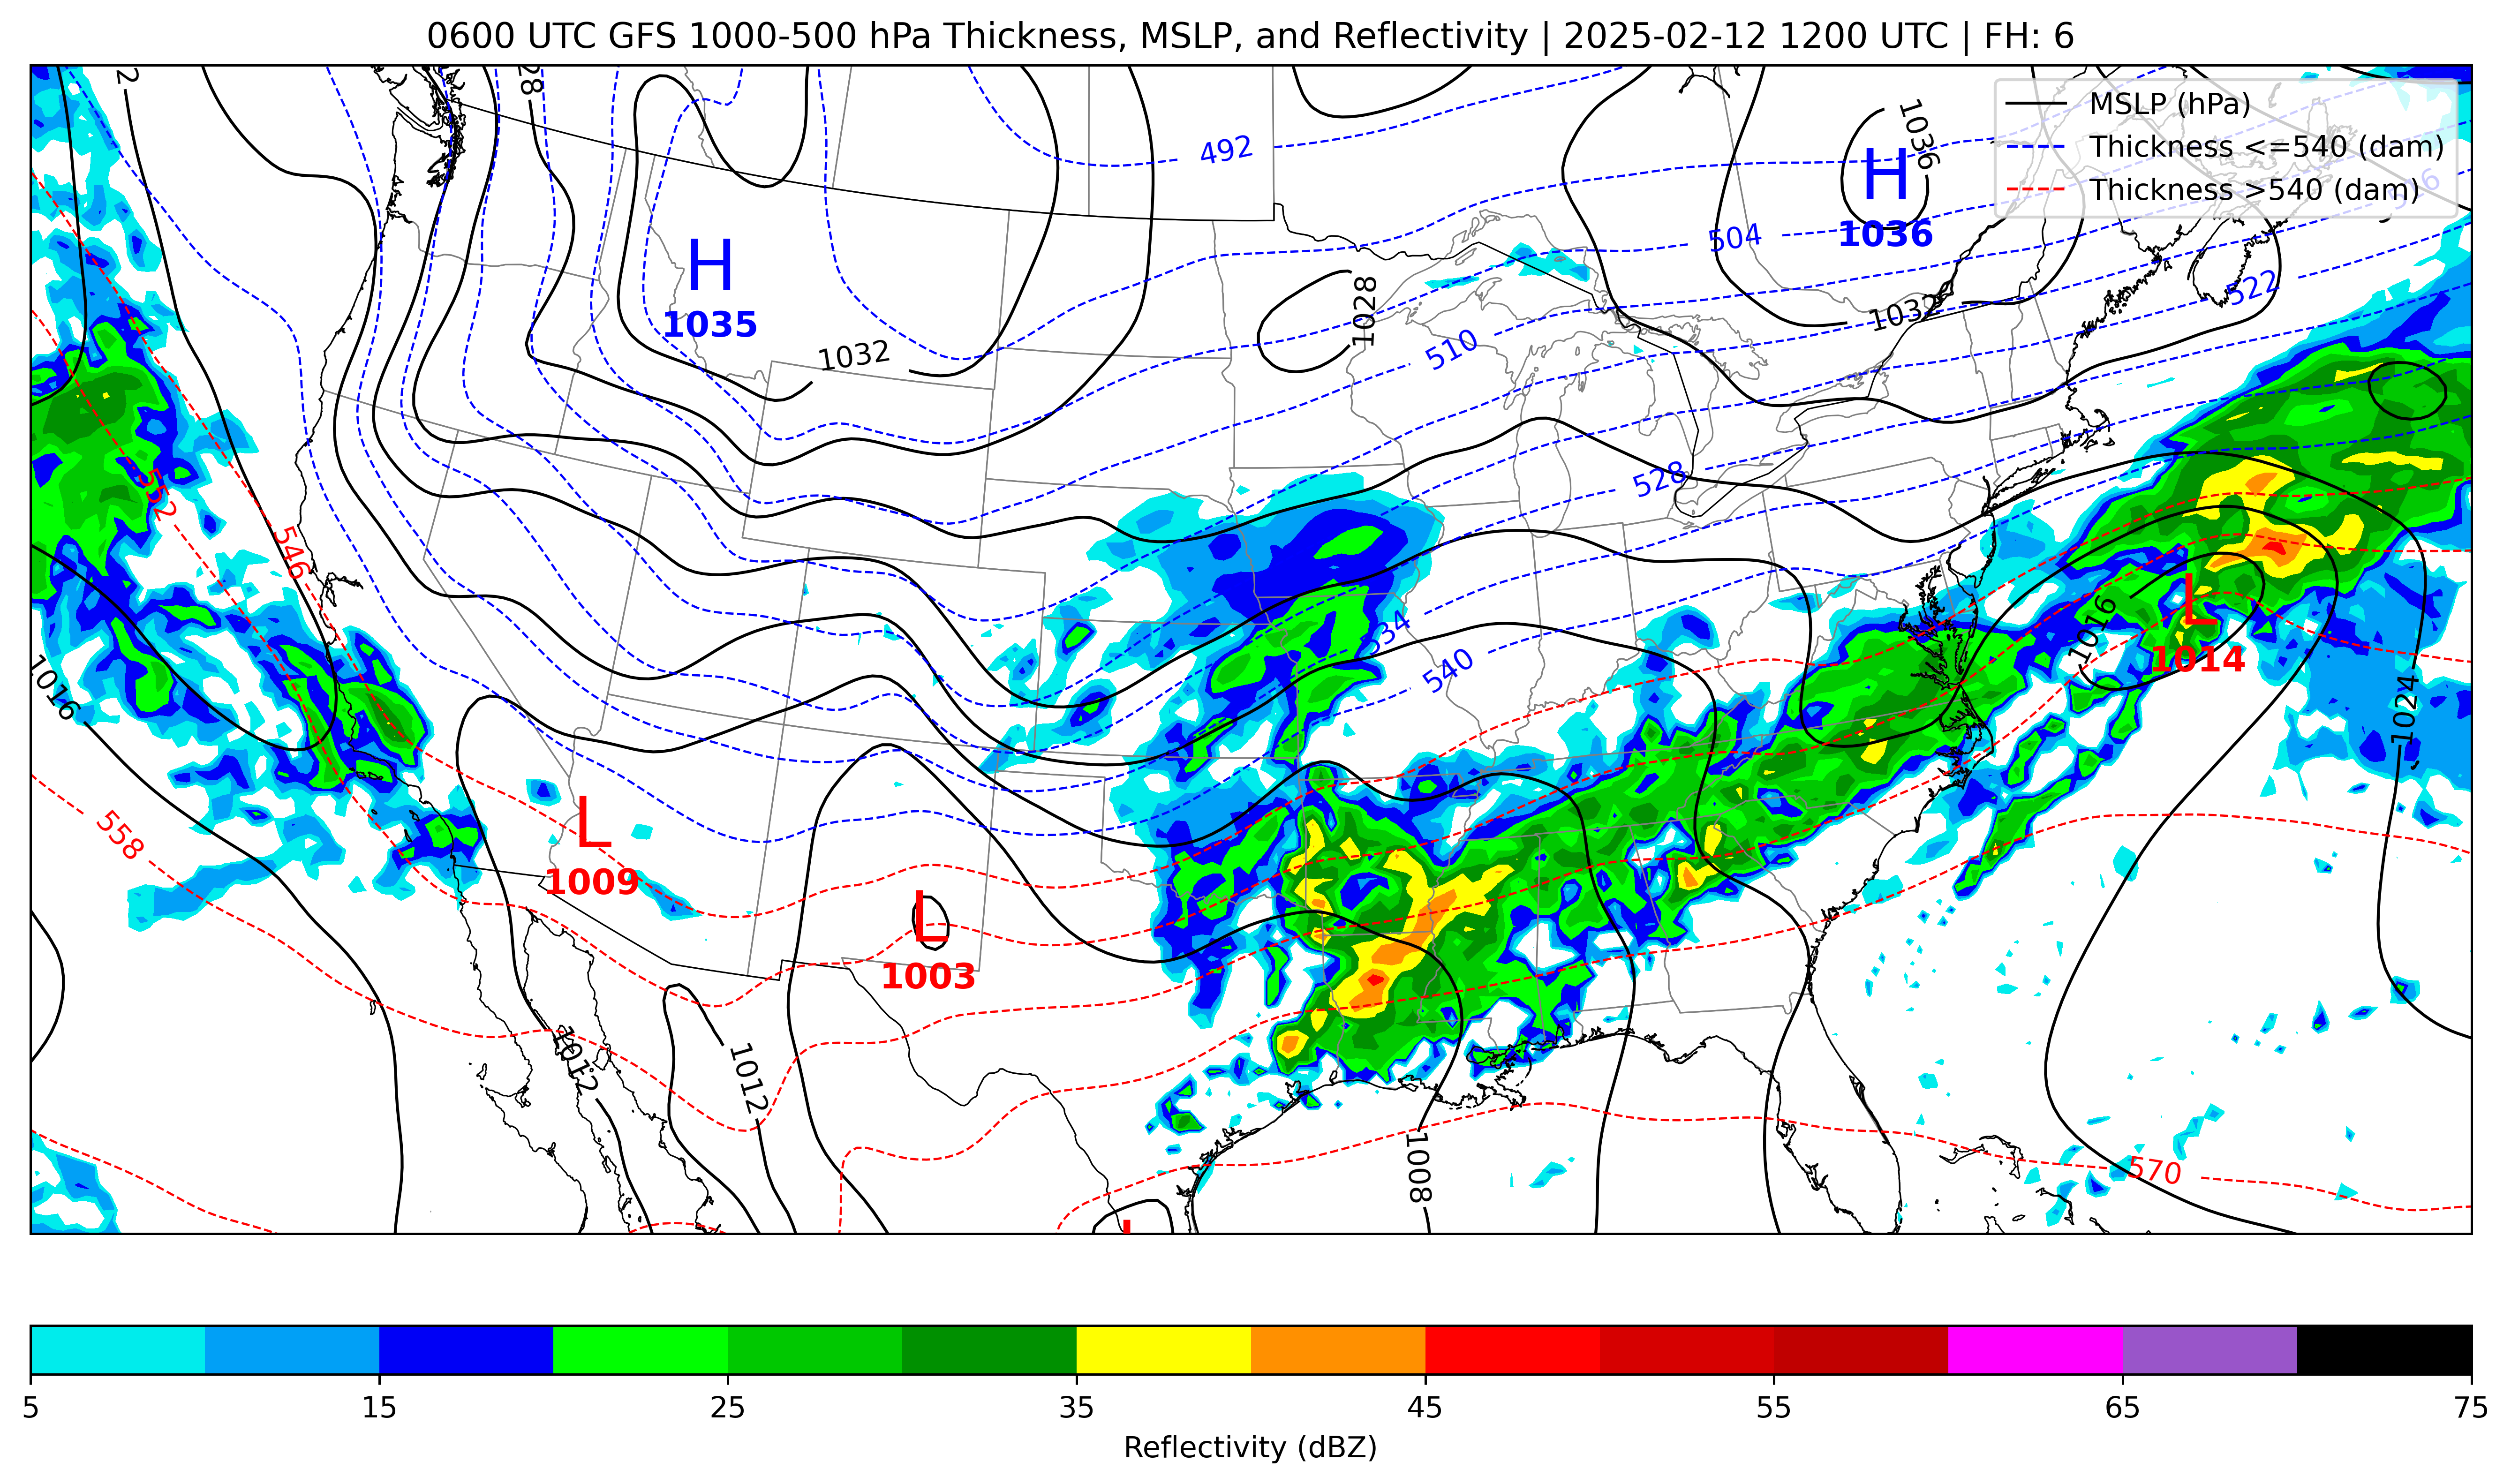 0600 UTC GFS 1000-500 hPa Thickness, MSLP, and Reflectivity | 2025-02-12 1200 UTC | FH: 6
MSLP (hPa)
Thickness <=540 (dam)
Thickness >540 (dam)
2
28
492
1036
H
1036
504
H
1035
522
1028
1032
1032
510
552
528
546
534
1016
L
1014
540
1016
1024
558
L
1009
L
1003
1012
1012
1008
570
L
5 15 25 35 45 55 65 75
Reflectivity (dBZ)